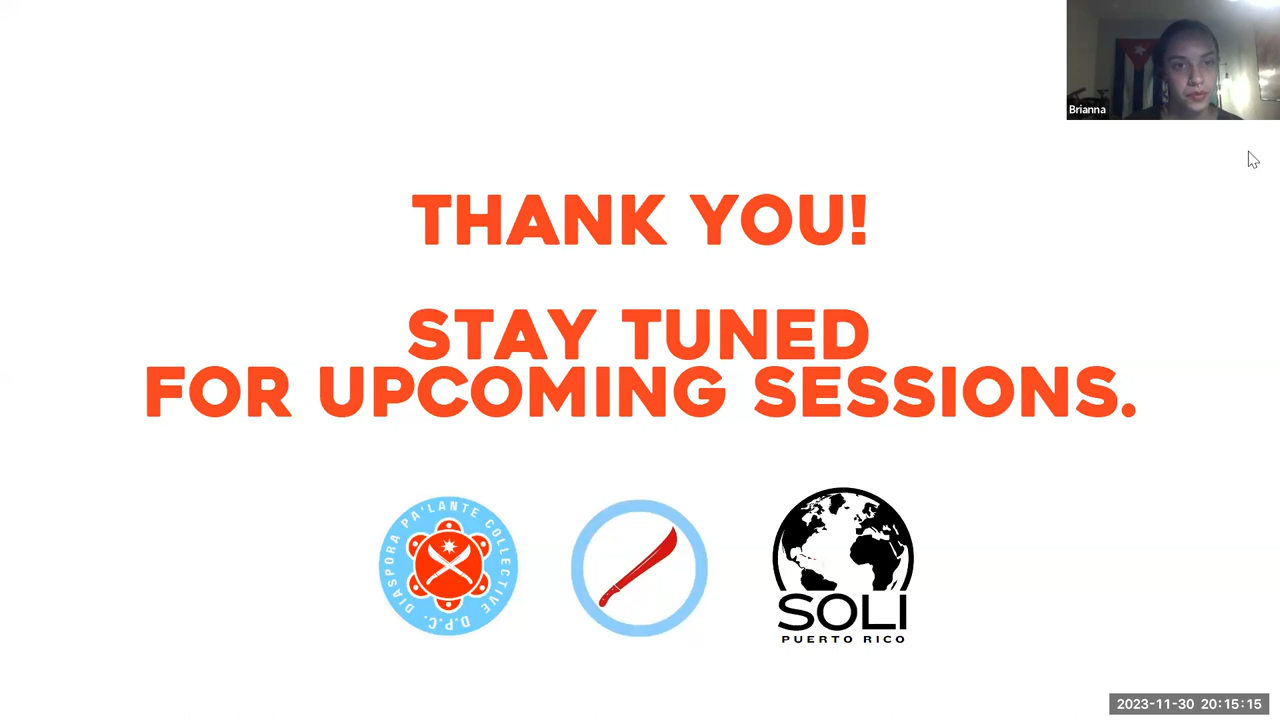 Brianna
THANK YOU!
STAY TUNED
FOR UPCOMING SESSIONS.
DIASPORA PA'LANTE COLLECTIVE D.P.C.
SOLI
PUERTO RICO
2023-11-30 20:15:15